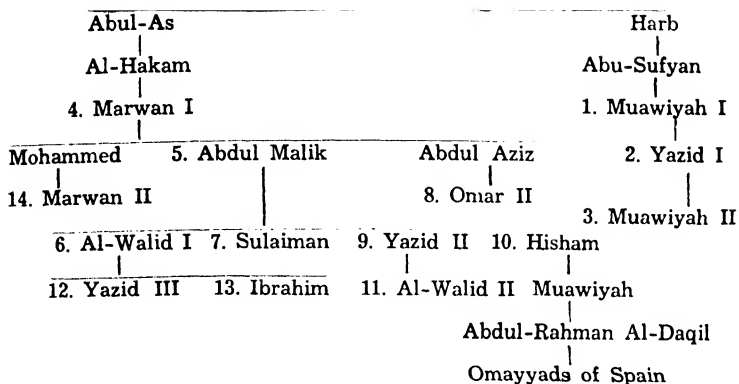 Abul-As Harb
Al-Hakam Abu-Sufyan
4. Marwan I 1. Muawiyah I
Mohammed 5. Abdul Malik Abdul Aziz 2. Yazid I
14. Marwan II 8. Omar II
3. Muawiyah II
6. Al-Walid I 7. Sulaiman 9. Yazid II 10. Hisham
12. Yazid III 13. Ibrahim 11. Al-Walid II Muawiyah
Abdul-Rahman Al-Daqil
Omayyads of Spain